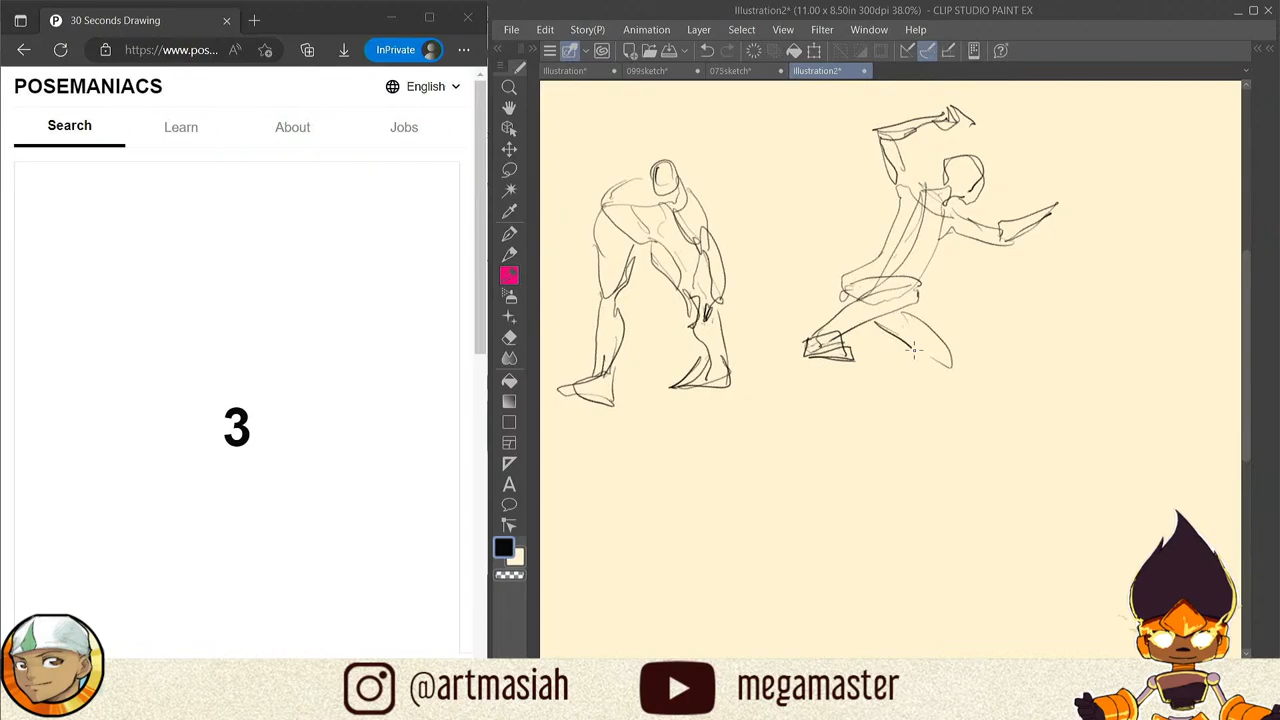 30 Seconds Drawing
https://www.pos...
InPrivate
POSEMANIACS
English
Search
Learn
About
Jobs
3
Illustration2* (11.00 x 8.50in 300dpi 38.0%) - CLIP STUDIO PAINT EX
File
Edit
Story(P)
Animation
Layer
Select
View
Filter
Window
Help
Illustration*
099sketch*
075sketch*
Illustration2*
@artmasiah
megamaster